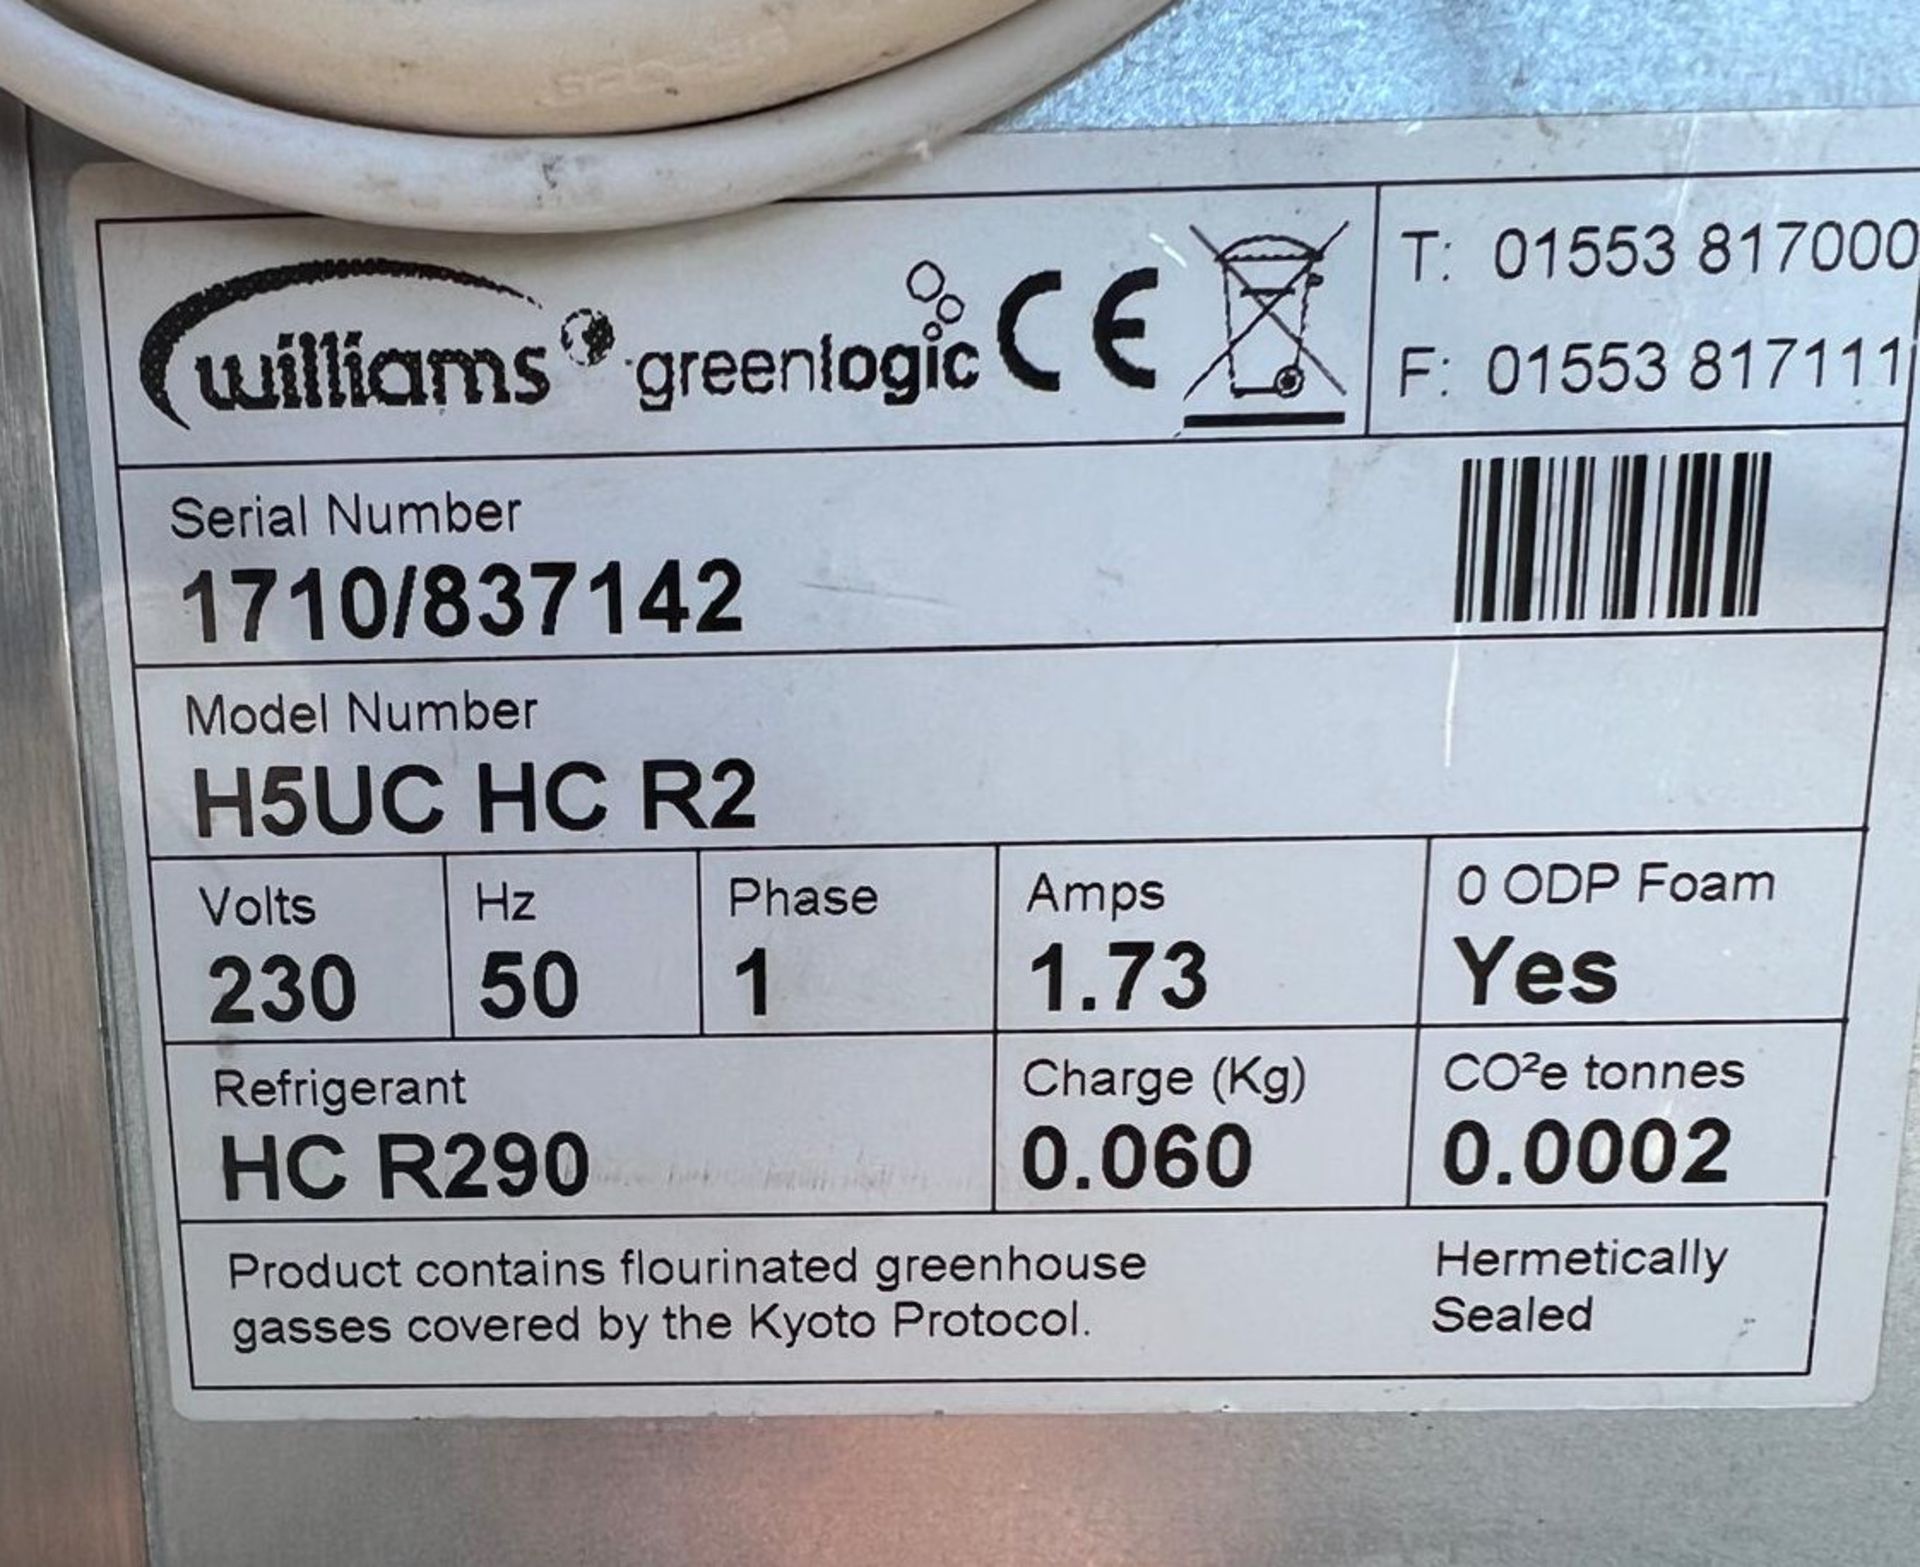 williams greenlogic CE
T: 01553 817000
F: 01553 817111
Serial Number
1710/837142
Model Number
H5UC HC R2
Volts Hz Phase Amps 0 ODP Foam
230 50 1 1.73 Yes
Refrigerant Charge (Kg) CO²e tonnes
HC R290 0.060 0.0002
Product contains flourinated greenhouse
gasses covered by the Kyoto Protocol.
Hermetically
Sealed